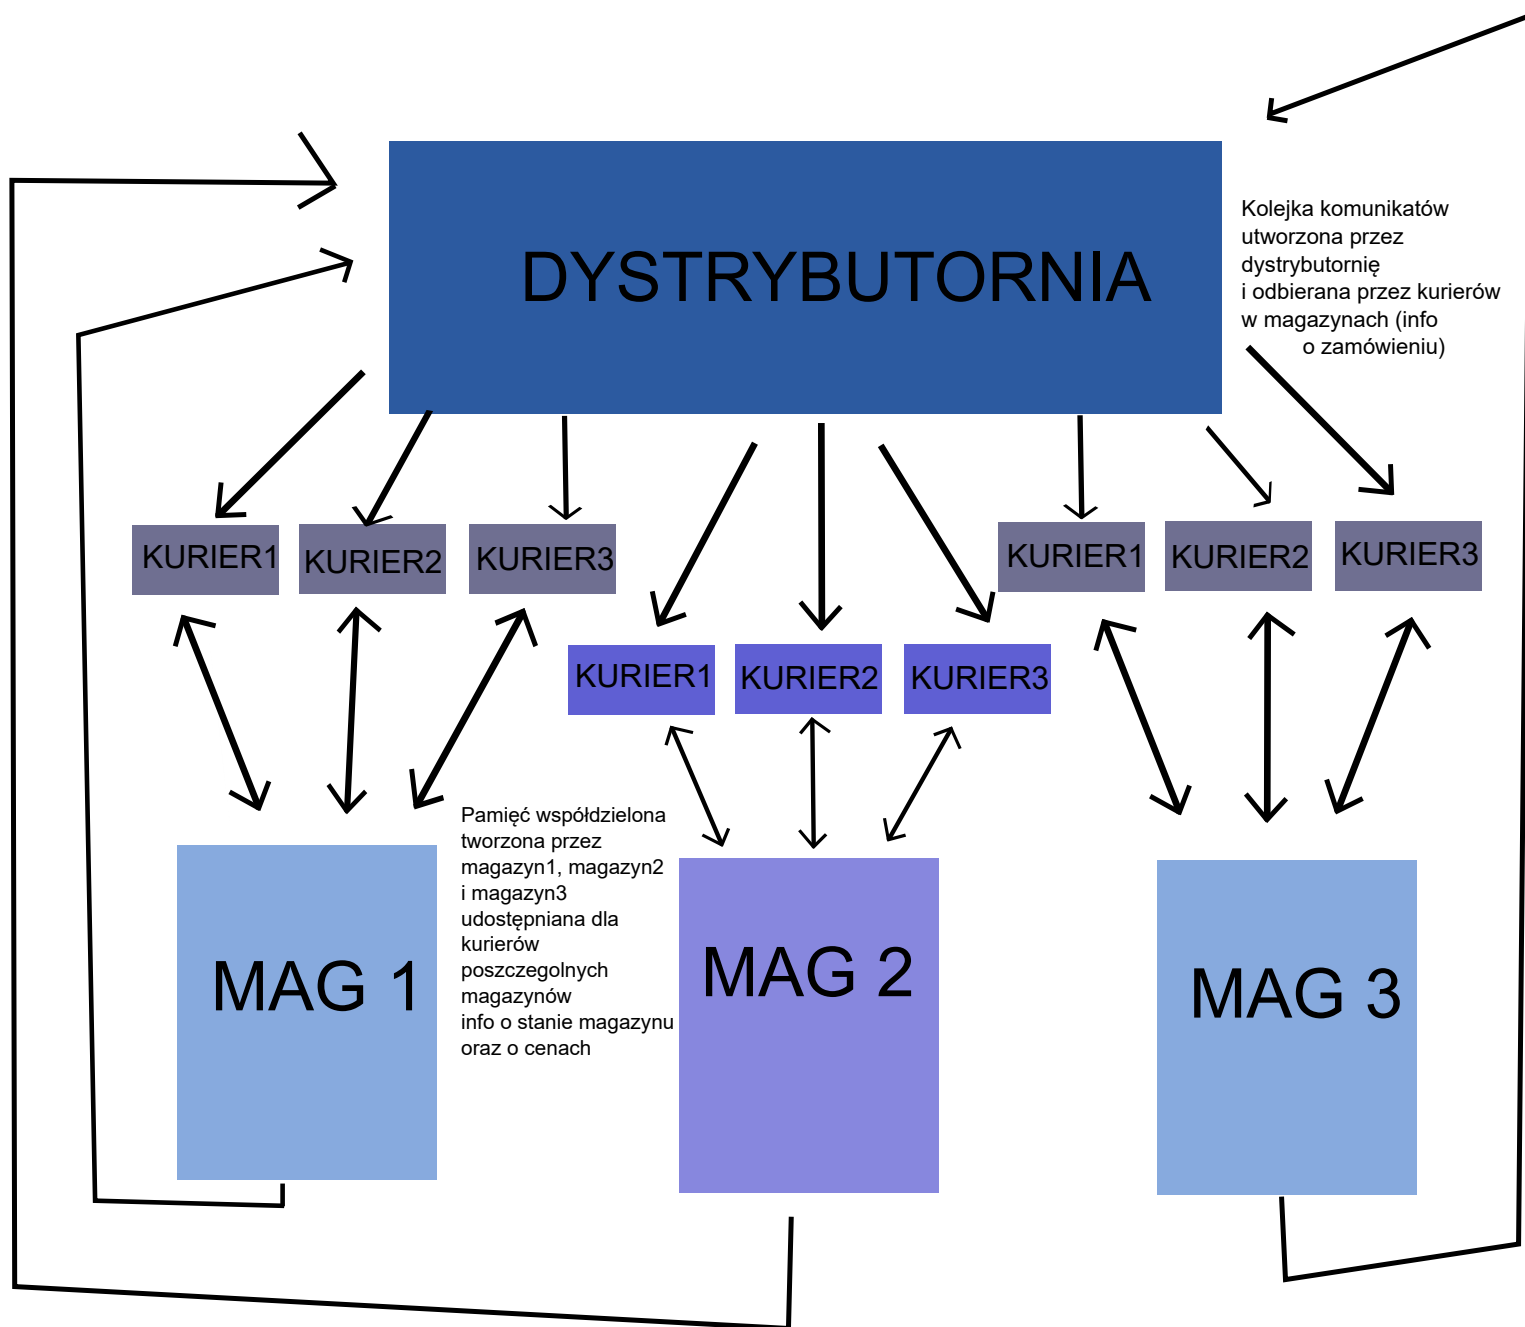 DYSTRYBUTORNIA
Kolejka komunikatów
utworzona przez
dystrybutornię
i odbierana przez kurierów
w magazynach (info
o zamówieniu)
KURIER1
KURIER2
KURIER3
KURIER1
KURIER2
KURIER3
KURIER1
KURIER2
KURIER3
Pamięć współdzielona
tworzona przez
magazyn1, magazyn2
i magazyn3
udostępniana dla
kurierów
poszczegolnych
magazynów
info o stanie magazynu
oraz o cenach
MAG 1
MAG 2
MAG 3